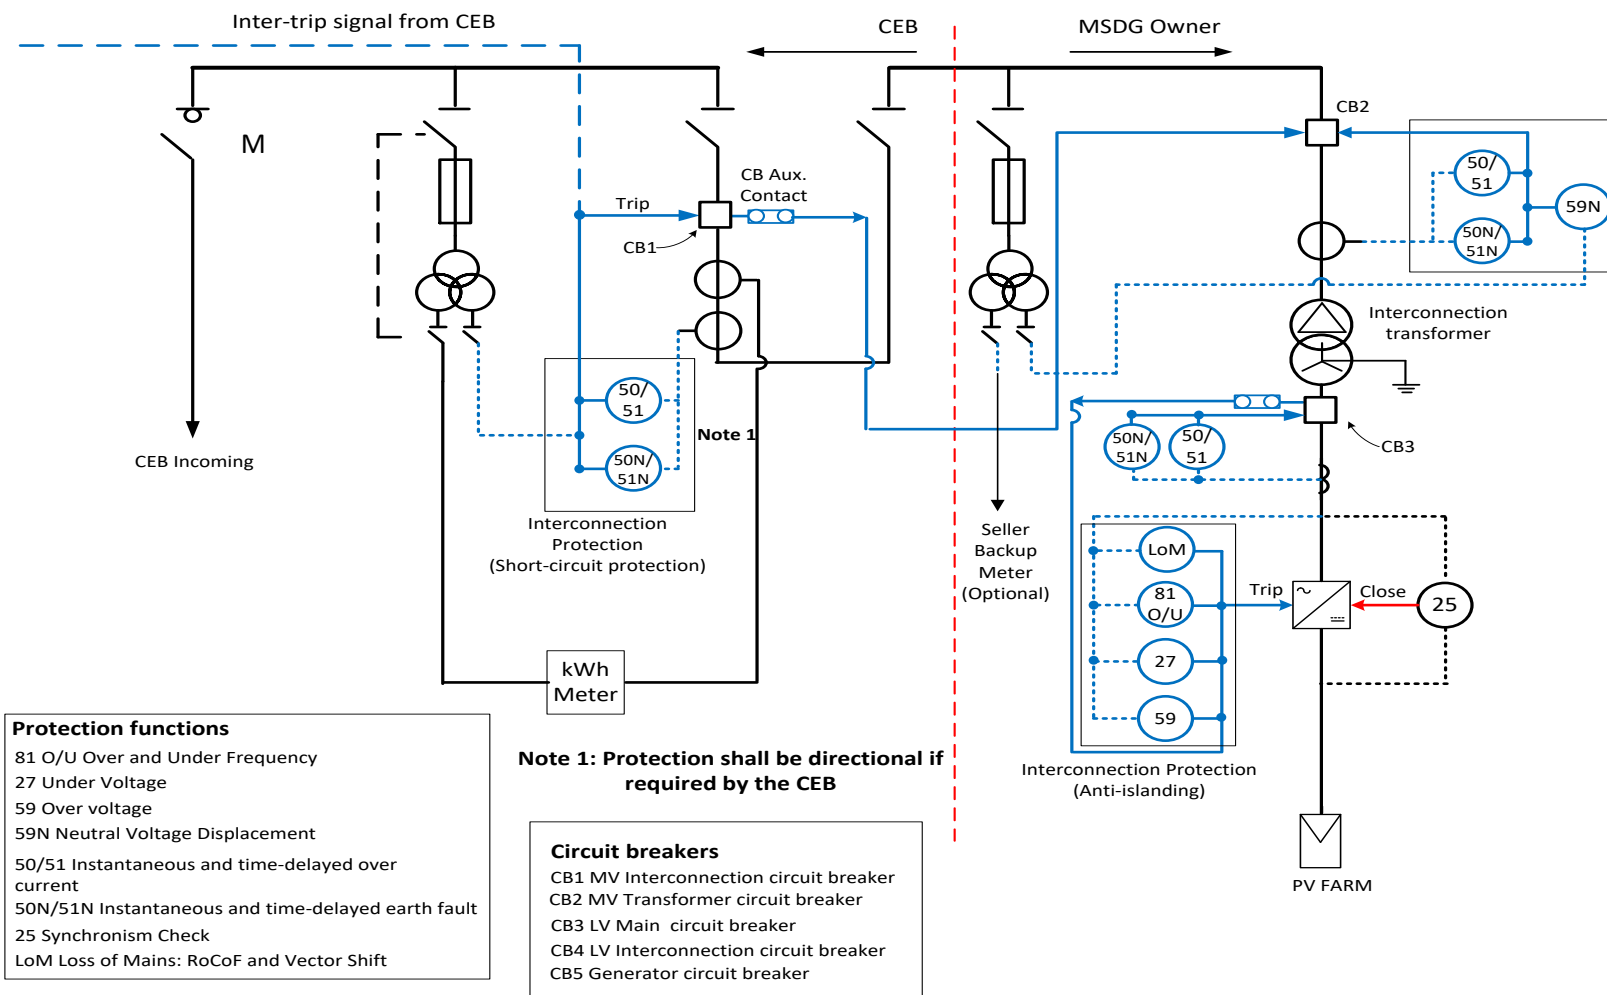 Inter-trip signal from CEB
CEB
MSDG Owner
M
CB Aux.
Contact
Trip
CB1
CB2
50/
51
50N/
51N
59N
Interconnection
transformer
CEB Incoming
50/
51
50N/
51N
Note 1
Interconnection
Protection
(Short-circuit protection)
50N/
51N
50/
51
CB3
Seller
Backup
Meter
(Optional)
LoM
81
O/U
27
59
Trip
Close
25
kWh
Meter
Interconnection Protection
(Anti-islanding)
PV FARM
Protection functions
81 O/U Over and Under Frequency
27 Under Voltage
59 Over voltage
59N Neutral Voltage Displacement
50/51 Instantaneous and time-delayed over
current
50N/51N Instantaneous and time-delayed earth fault
25 Synchronism Check
LoM Loss of Mains: RoCoF and Vector Shift
Note 1: Protection shall be directional if
required by the CEB
Circuit breakers
CB1 MV Interconnection circuit breaker
CB2 MV Transformer circuit breaker
CB3 LV Main circuit breaker
CB4 LV Interconnection circuit breaker
CB5 Generator circuit breaker